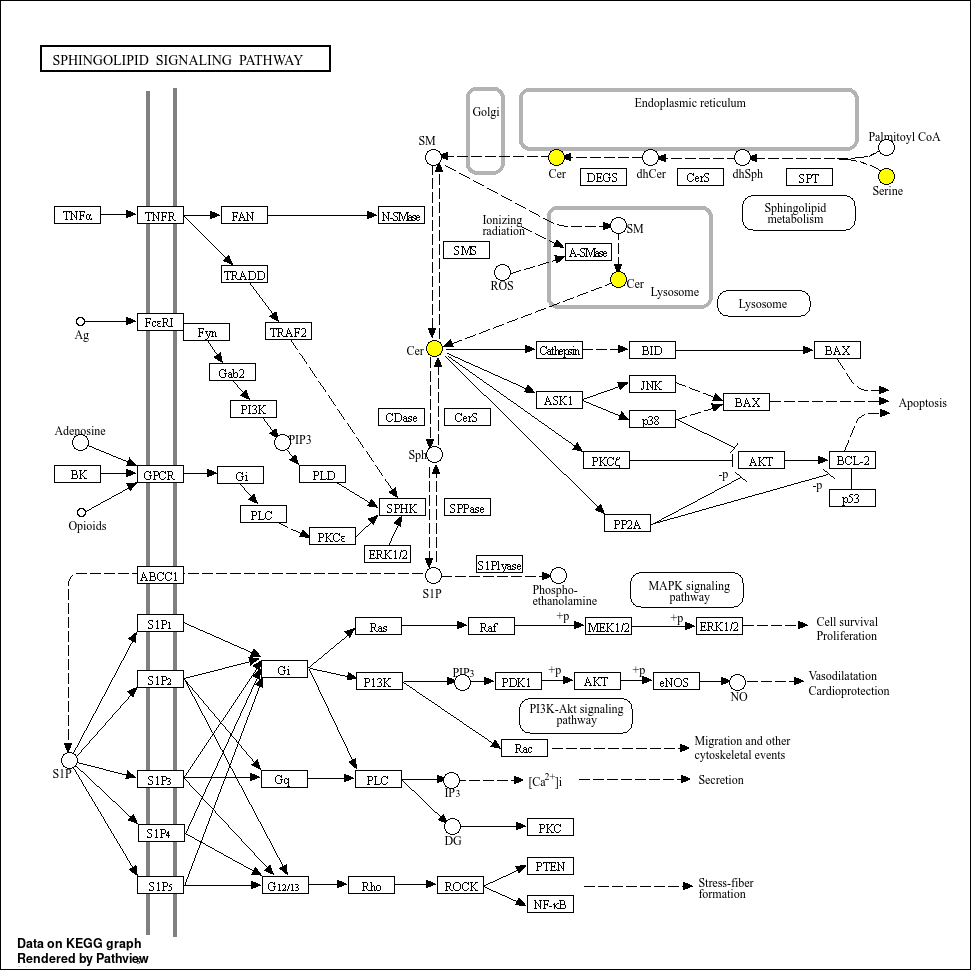 SPHINGOLIPID SIGNALING PATHWAY
Golgi
Endoplasmic reticulum
SM
Cer
DEGS
dhCer
CerS
dhSph
SPT
Palmitoyl CoA
Serine
Sphingolipid
metabolism
TNFα
TNFR
FAN
N-SMase
Ionizing
radiation
SM
SMS
A-SMase
ROS
Cer
Lysosome
Lysosome
TRADD
Ag
FcεRI
Fyn
TRAF2
Gab2
Cer
Cathepsin
BID
BAX
JNK
ASK1
BAX
Apoptosis
p38
PI3K
CDase
CerS
Adenosine
PIP3
Sph
PKCζ
AKT
BCL-2
-p
-p
p53
BK
GPCR
Gi
PLD
PLC
SPHK
SPPase
Opioids
PKCε
ERK1/2
PP2A
ABCC1
S1P
S1Plyase
Phospho-
ethanolamine
MAPK signaling
pathway
S1P1
Ras
Raf
+p
MEK1/2
+p
ERK1/2
Cell survival
Proliferation
S1P2
Gi
P13K
PIP3
PDK1
+p
AKT
+p
eNOS
NO
Vasodilatation
Cardioprotection
PI3K-Akt signaling
pathway
Rac
Migration and other
cytoskeletal events
S1P
S1P3
Gq
PLC
IP3
[Ca2+]i
Secretion
S1P4
DG
PKC
S1P5
G12/13
Rho
ROCK
PTEN
NF-κB
Stress-fiber
formation
Data on KEGG graph
Rendered by Pathview